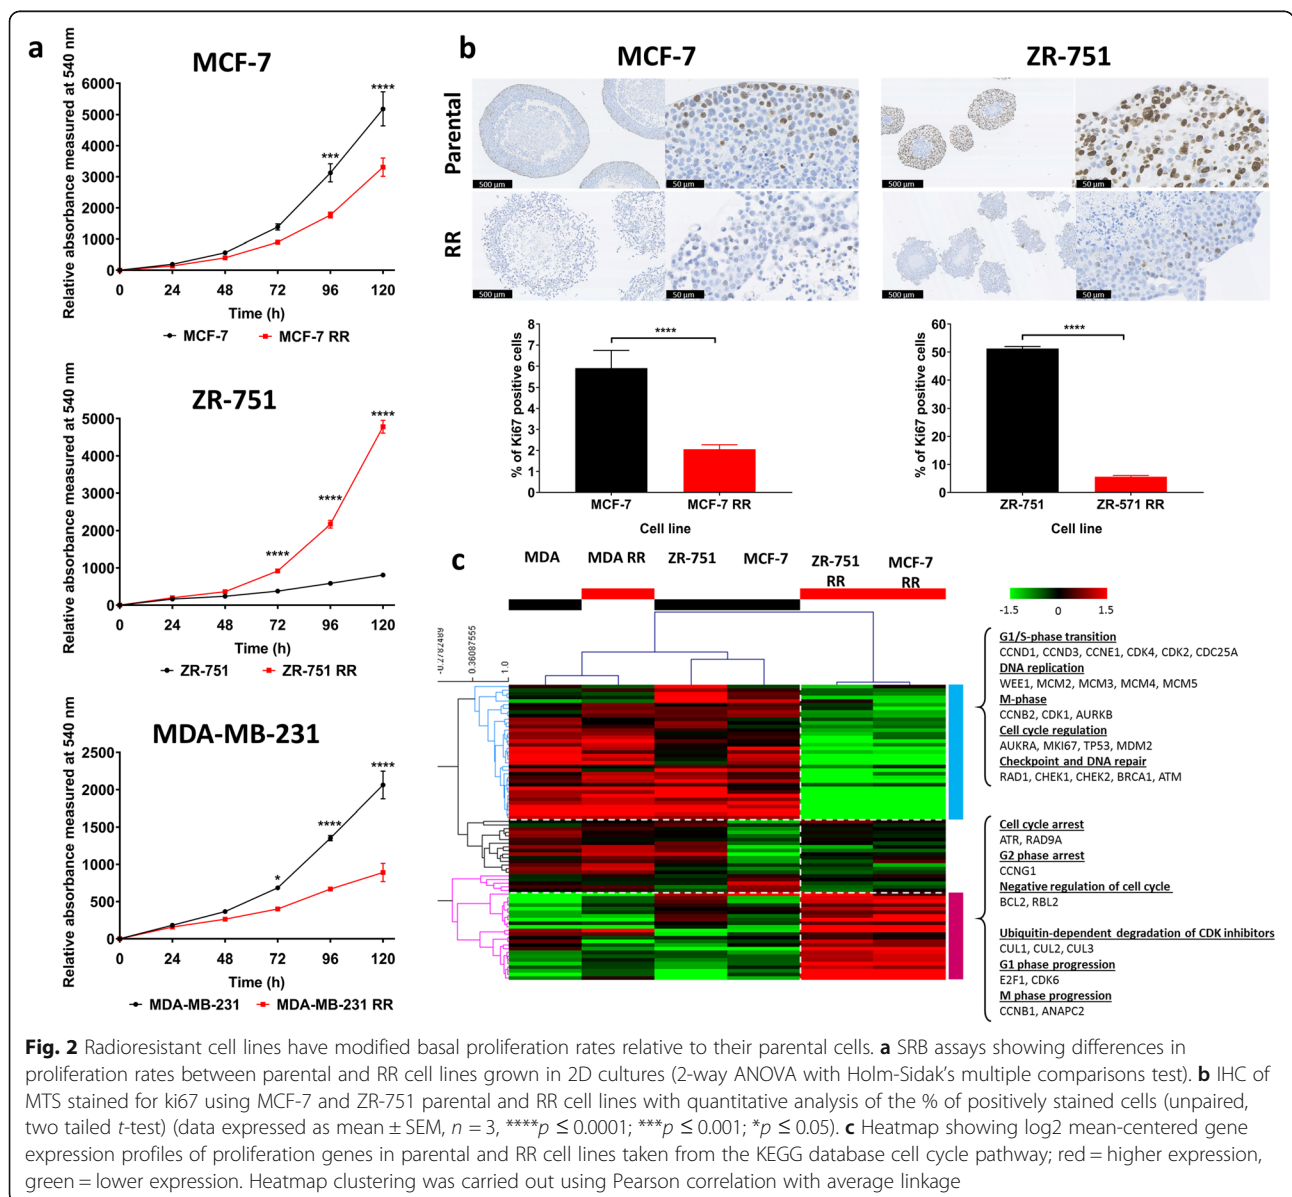 a
MCF-7
Relative absorbance measured at 540 nm
6000
5000
4000
3000
2000
1000
0
****
***
0 24 48 72 96 120
Time (h)
MCF-7 MCF-7 RR
ZR-751
Relative absorbance measured at 540 nm
5000
4000
3000
2000
1000
0
****
****
****
0 24 48 72 96 120
Time (h)
ZR-751 ZR-751 RR
MDA-MB-231
Relative absorbance measured at 540 nm
2500
2000
1500
1000
500
0
****
****
*
0 24 48 72 96 120
Time (h)
MDA-MB-231 MDA-MB-231 RR
b
MCF-7 ZR-751
Parental
500 µm 50 µm 500 µm 50 µm
RR
500 µm 50 µm 500 µm 50 µm
% of Ki67 positive cells
8
7
6
5
4
3
2
1
0
****
MCF-7 MCF-7 RR
Cell line
% of Ki67 positive cells
60
50
40
30
20
10
0
****
ZR-751 ZR-571 RR
Cell line
c
MDA MDA RR ZR-751 MCF-7 ZR-751 RR MCF-7 RR
-0.2782489
0.36087555
1.0
-1.5 0 1.5
G1/S-phase transition
CCND1, CCND3, CCNE1, CDK4, CDK2, CDC25A
DNA replication
WEE1, MCM2, MCM3, MCM4, MCM5
M-phase
CCNB2, CDK1, AURKB
Cell cycle regulation
AUKRA, MKI67, TP53, MDM2
Checkpoint and DNA repair
RAD1, CHEK1, CHEK2, BRCA1, ATM
Cell cycle arrest
ATR, RAD9A
G2 phase arrest
CCNG1
Negative regulation of cell cycle
BCL2, RBL2
Ubiquitin-dependent degradation of CDK inhibitors
CUL1, CUL2, CUL3
G1 phase progression
E2F1, CDK6
M phase progression
CCNB1, ANAPC2
Fig. 2 Radioresistant cell lines have modified basal proliferation rates relative to their parental cells. a SRB assays showing differences in
proliferation rates between parental and RR cell lines grown in 2D cultures (2-way ANOVA with Holm-Sidak's multiple comparisons test). b IHC of
MTS stained for ki67 using MCF-7 and ZR-751 parental and RR cell lines with quantitative analysis of the % of positively stained cells (unpaired,
two tailed t-test) (data expressed as mean ± SEM, n = 3, ****p ≤ 0.0001; ***p ≤ 0.001; *p ≤ 0.05). c Heatmap showing log2 mean-centered gene
expression profiles of proliferation genes in parental and RR cell lines taken from the KEGG database cell cycle pathway; red = higher expression,
green = lower expression. Heatmap clustering was carried out using Pearson correlation with average linkage